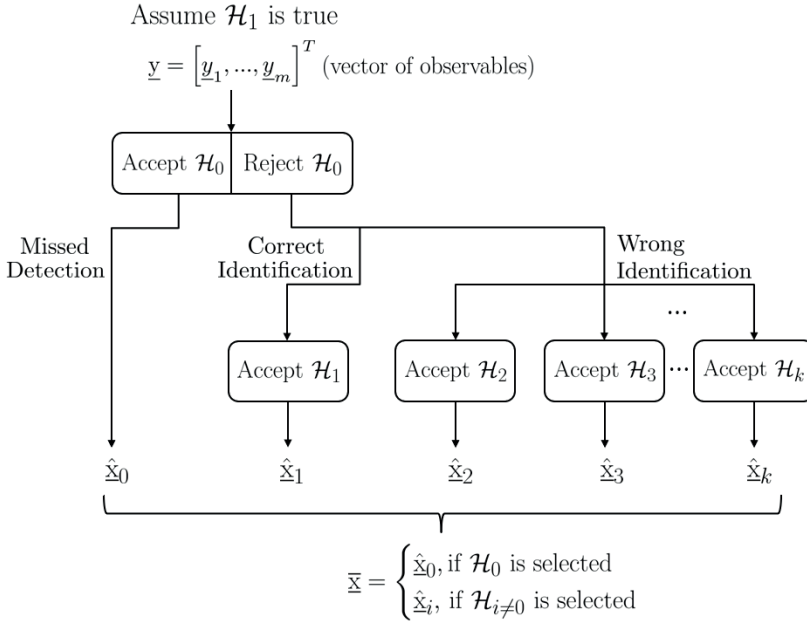 Assume ℋ₁ is true
y̲ = [y̲₁, ..., y̲ₘ]ᵀ (vector of observables)
Accept ℋ₀ Reject ℋ₀
Missed Detection
Correct Identification
Wrong Identification
...
Accept ℋ₁ Accept ℋ₂ Accept ℋ₃ ... Accept ℋₖ
x̲̂₀ x̲̂₁ x̲̂₂ x̲̂₃ x̲̂ₖ
x̲̅ = { x̲̂₀, if ℋ₀ is selected
x̲̂ᵢ, if ℋᵢ≠₀ is selected